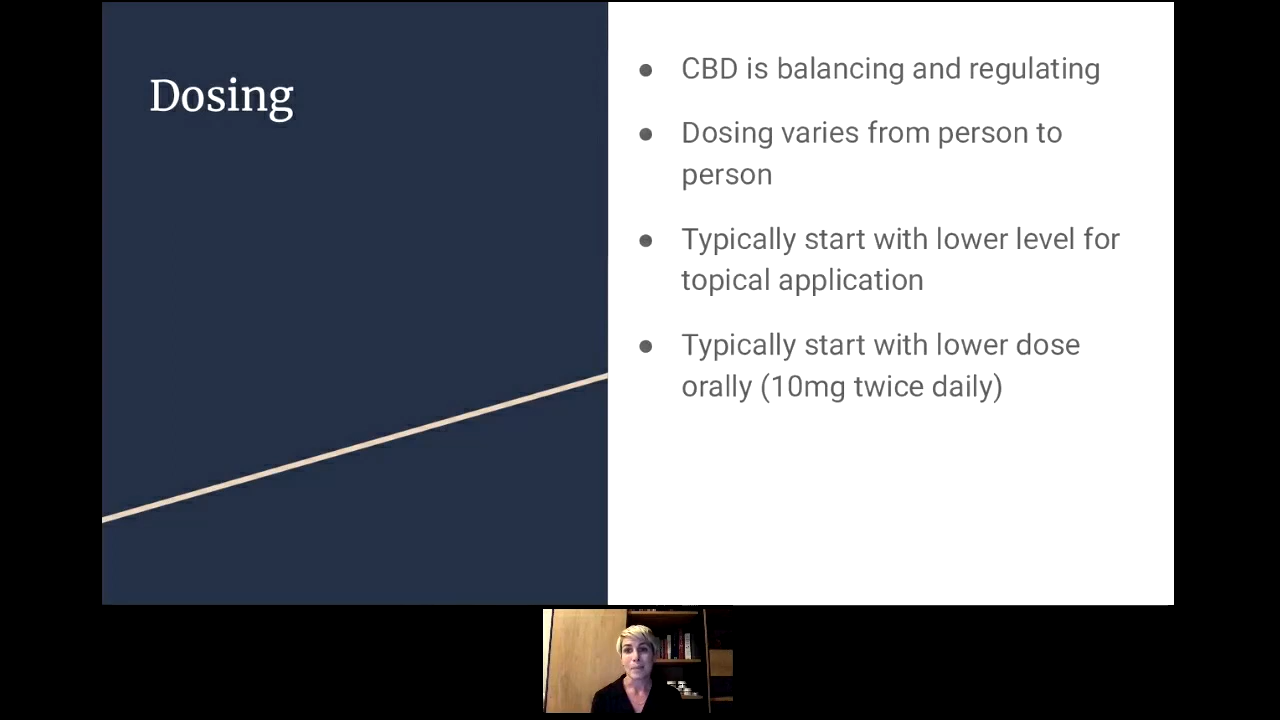 Dosing
● CBD is balancing and regulating
● Dosing varies from person to
person
● Typically start with lower level for
topical application
● Typically start with lower dose
orally (10mg twice daily)